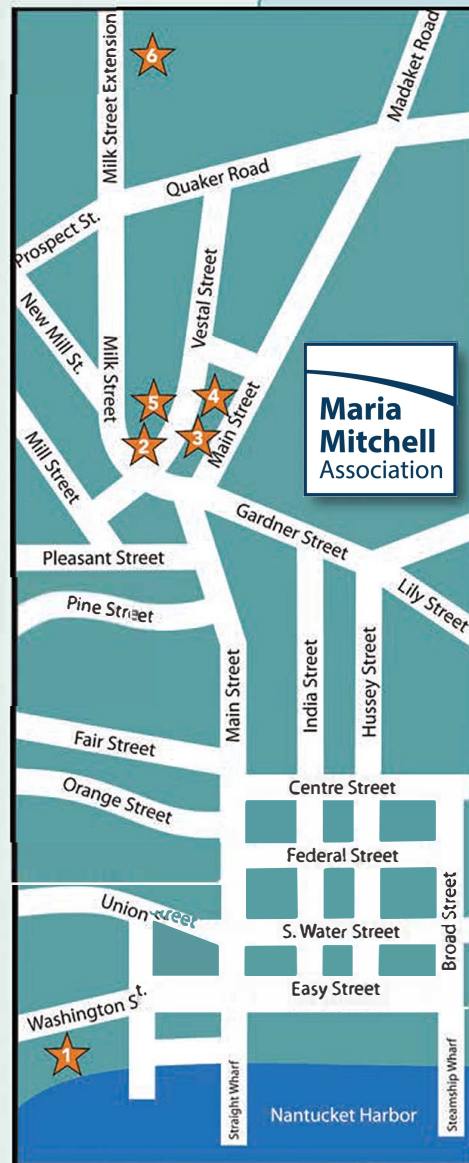 6
Milk Street Extension
Madaket Road
Quaker Road
Prospect St.
Vestal Street
New Mill St.
Milk Street
5
4
Main Street
Maria
Mitchell
Association
2
3
Mill Street
Gardner Street
Pleasant Street
Lily Street
Pine Street
Main Street
India Street
Hussey Street
Fair Street
Centre Street
Orange Street
Federal Street
Union Street
S. Water Street
Broad Street
Easy Street
Washington St.
1
Straight Wharf
Steamship Wharf
Nantucket Harbor